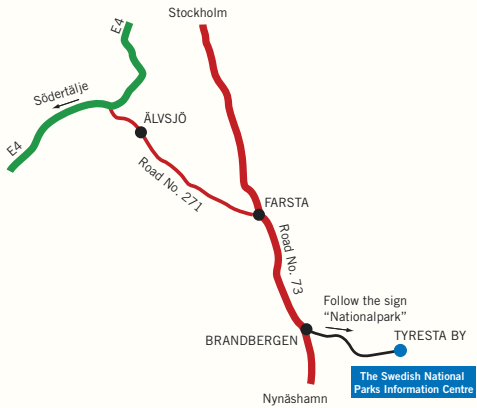 Stockholm
E4
Södertälje
ÄLVSJÖ
E4
Road No. 271
FARSTA
Road No. 73
Follow the sign
“Nationalpark”
BRANDBERGEN
TYRESTA BY
The Swedish National
Parks Information Centre
Nynäshamn